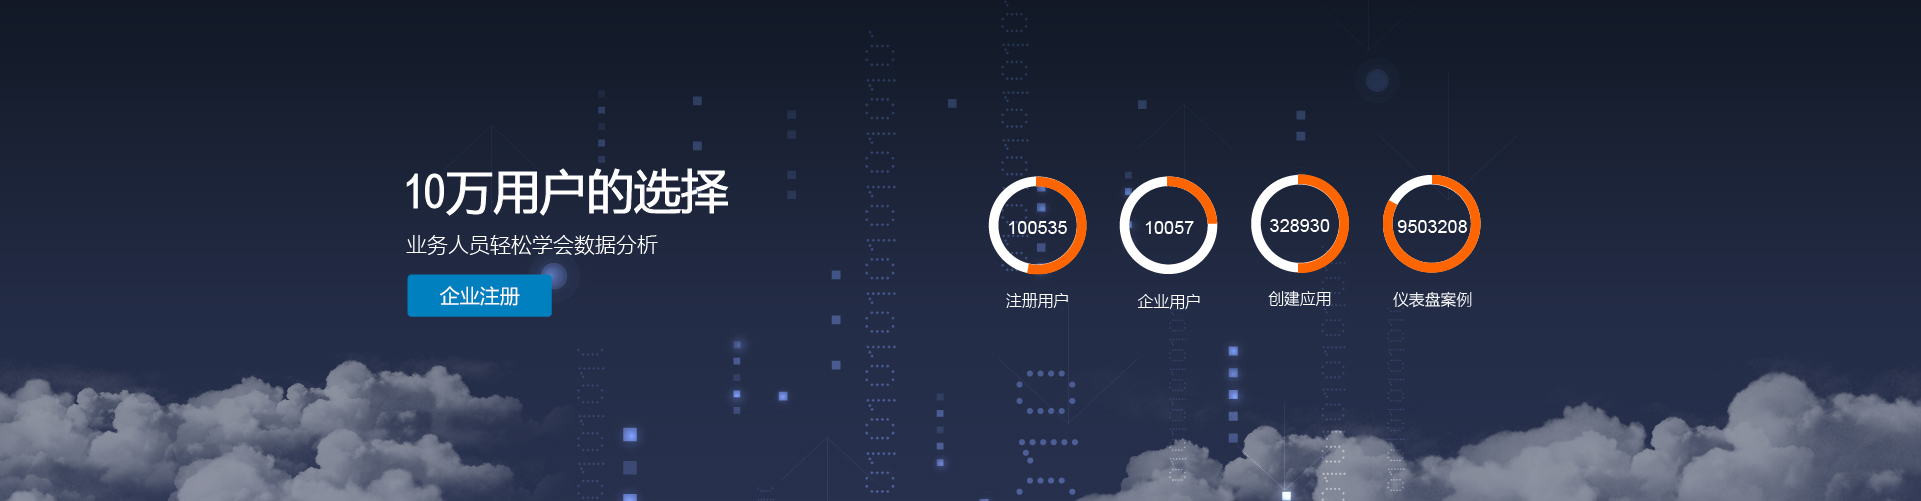 10万用户的选择
业务人员轻松学会数据分析
企业注册
100535
10057
328930
9503208
注册用户
企业用户
创建应用
仪表盘案例